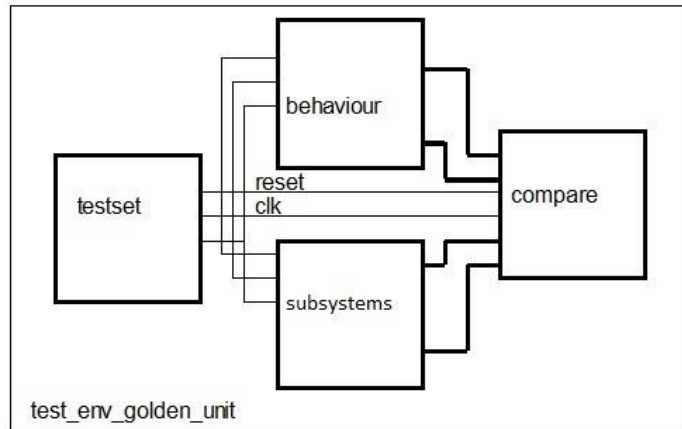 behaviour
reset
testset
compare
clk
subsystems
test_env_golden_unit